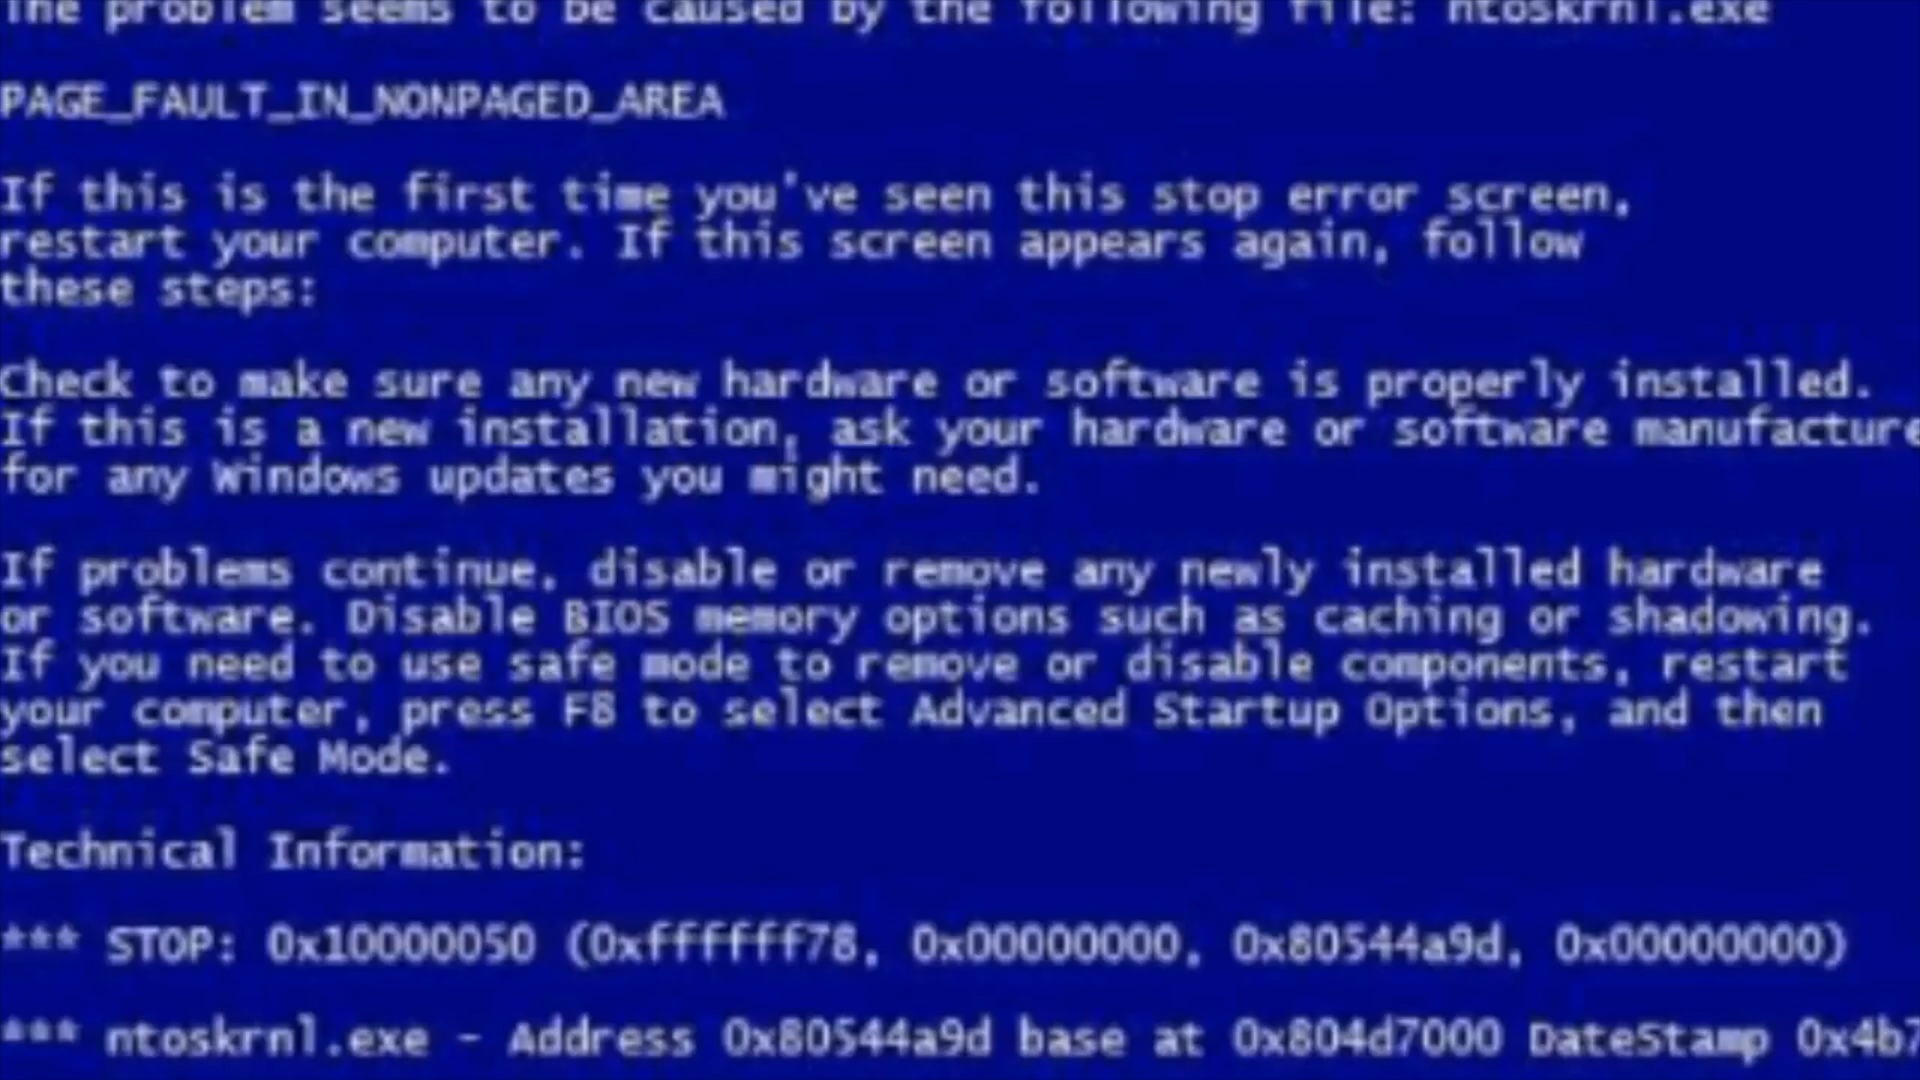 The problem seems to be caused by the following file: ntoskrnl.exe
PAGE_FAULT_IN_NONPAGED_AREA
If this is the first time you've seen this stop error screen,
restart your computer. If this screen appears again, follow
these steps:
Check to make sure any new hardware or software is properly installed.
If this is a new installation, ask your hardware or software manufacture
for any Windows updates you might need.
If problems continue, disable or remove any newly installed hardware
or software. Disable BIOS memory options such as caching or shadowing.
If you need to use safe mode to remove or disable components, restart
your computer, press F8 to select Advanced Startup Options, and then
select Safe Mode.
Technical Information:
*** STOP: 0x10000050 (0xffffff78, 0x00000000, 0x80544a9d, 0x00000000)
*** ntoskrnl.exe - Address 0x80544a9d base at 0x804d7000 DateStamp 0x4b7